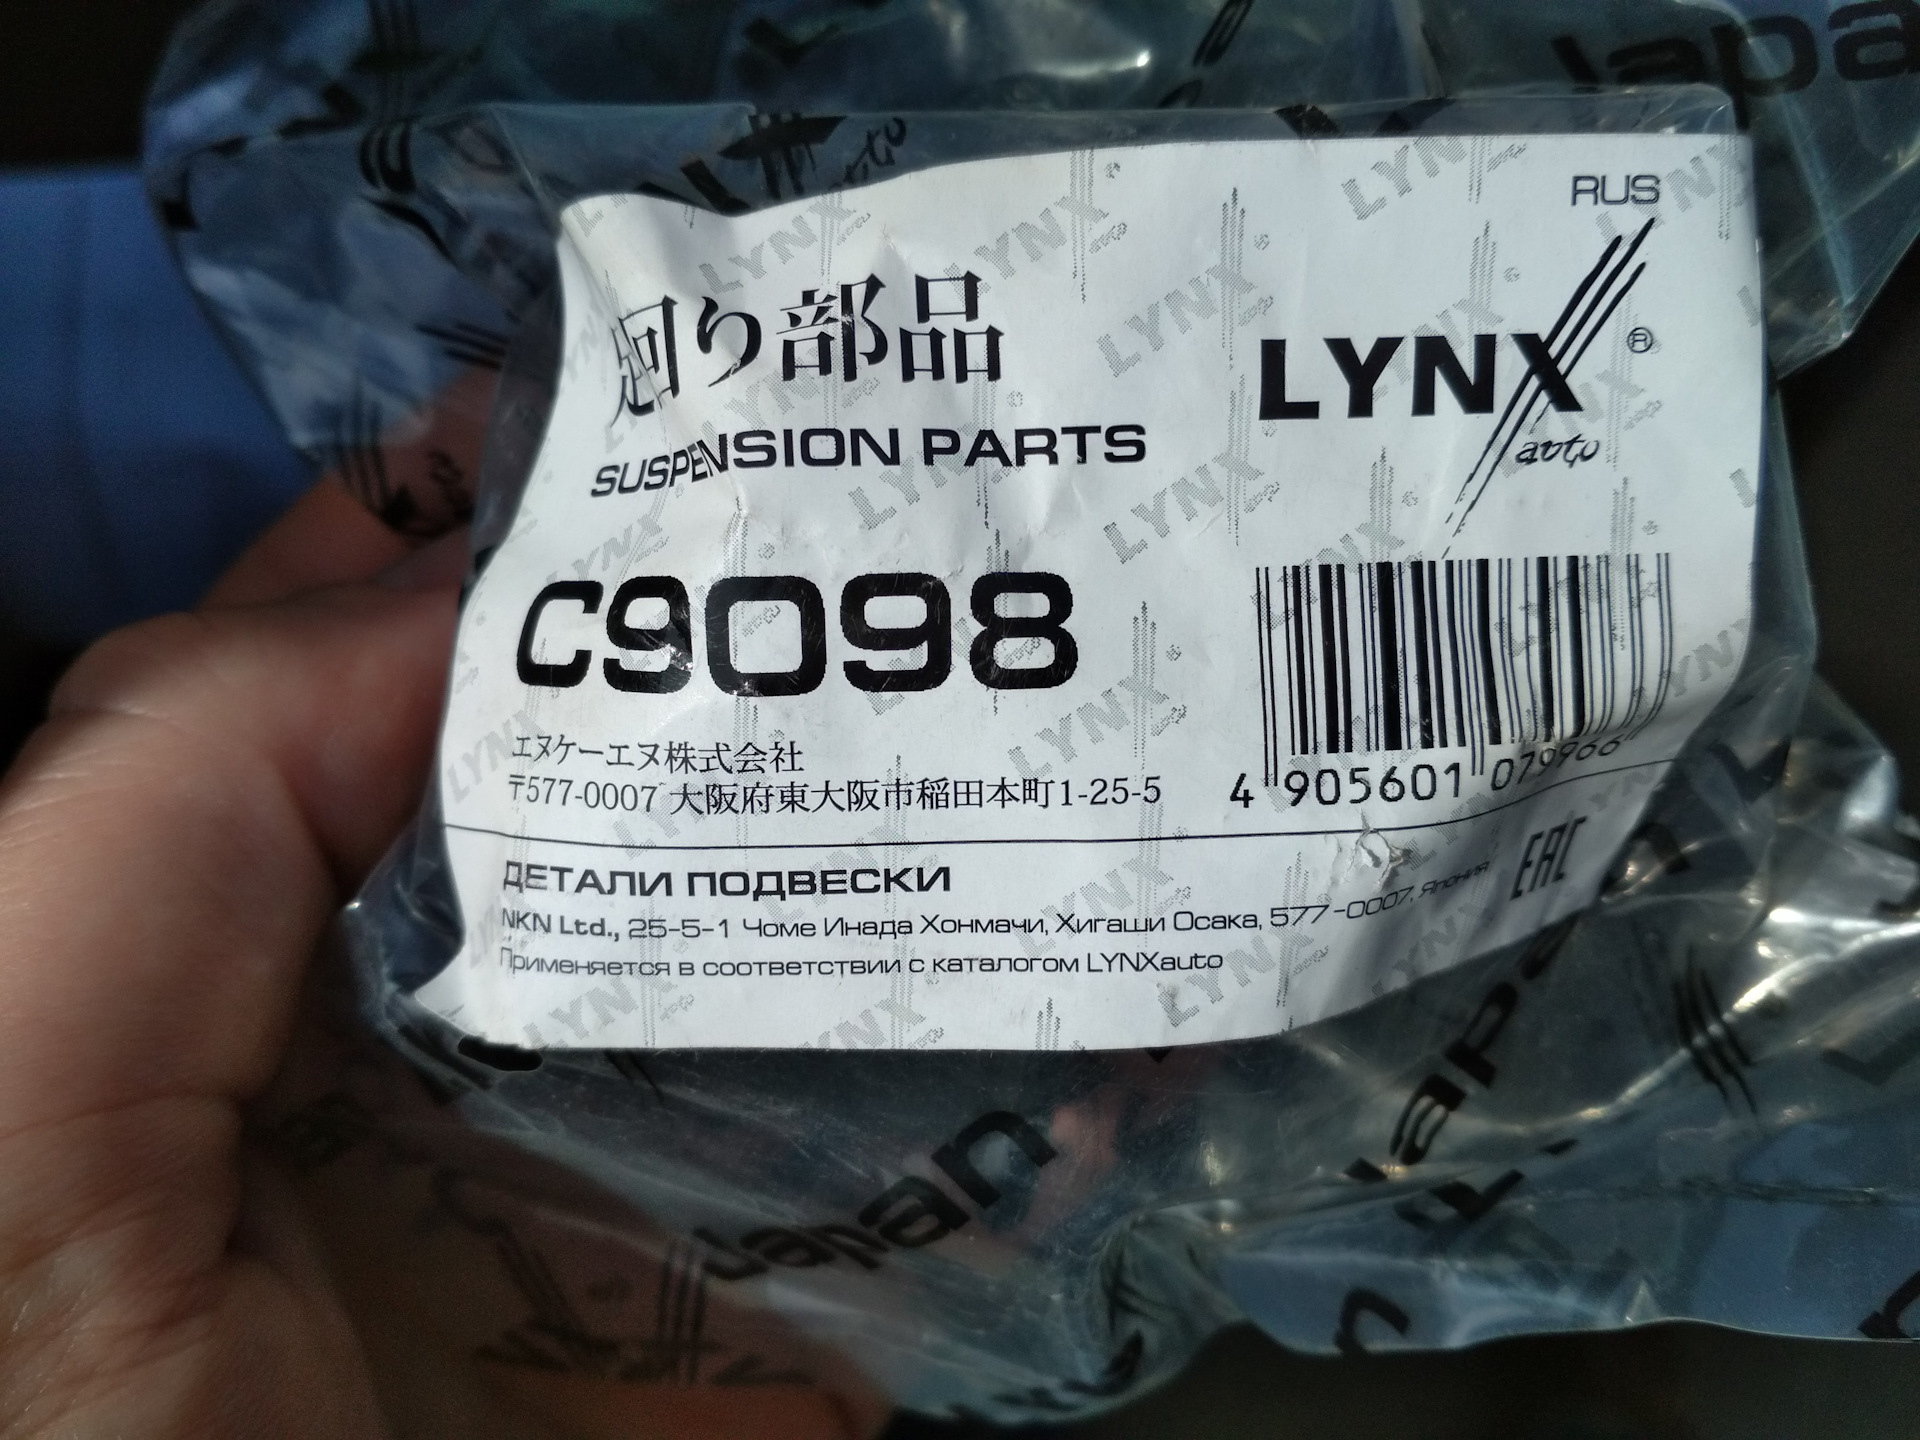 Japan
RUS
廻り部品
SUSPENSION PARTS
LYNX®
auto
C9098
エヌケーエヌ株式会社
〒577-0007 大阪府東大阪市稲田本町1-25-5
4 905601 079966
ДЕТАЛИ ПОДВЕСКИ
NKN Ltd., 25-5-1 Чоме Инада Хонмачи, Хигаши Осака, 577-0007, Япония
EAC
Применяется в соответствии с каталогом LYNXauto
Japan
Japan